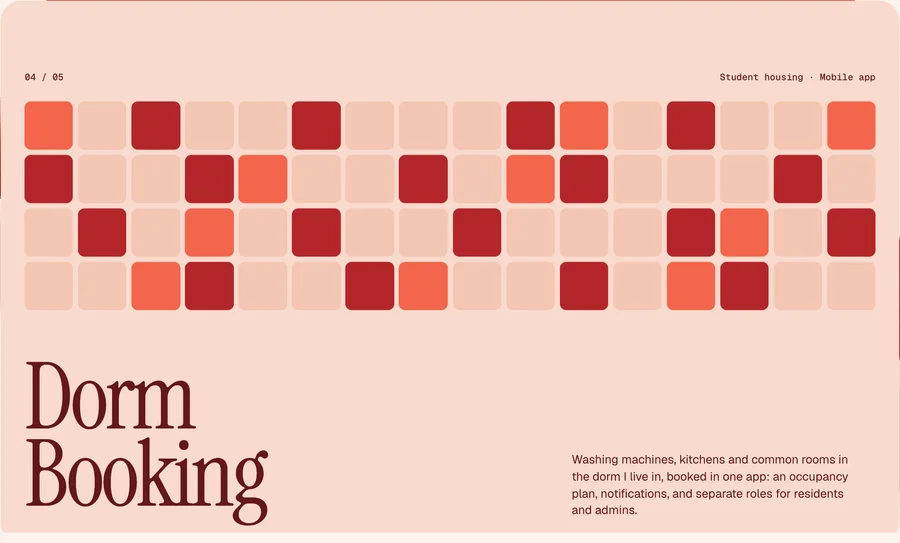 04 / 05
Student housing · Mobile app
Dorm
Booking
Washing machines, kitchens and common rooms in
the dorm I live in, booked in one app: an occupancy
plan, notifications, and separate roles for residents
and admins.